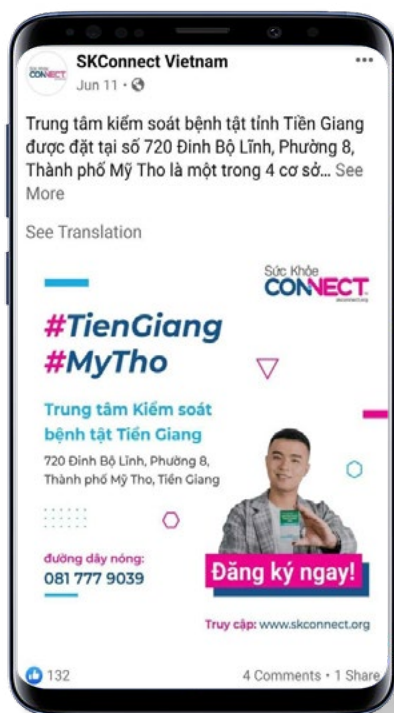 SKConnect Vietnam
Jun 11
Trung tâm kiểm soát bệnh tật tỉnh Tiền Giang
được đặt tại số 720 Đinh Bộ Lĩnh, Phường 8,
Thành phố Mỹ Tho là một trong 4 cơ sở... See
More
See Translation
Sức Khỏe
CONNECT
skconnect.org
#TienGiang
#MyTho
Trung tâm Kiểm soát
bệnh tật Tiền Giang
720 Đinh Bộ Lĩnh, Phường 8,
Thành phố Mỹ Tho, Tiền Giang
đường dây nóng:
081 777 9039
Đăng ký ngay!
Truy cập: www.skconnect.org
132
4 Comments • 1 Share